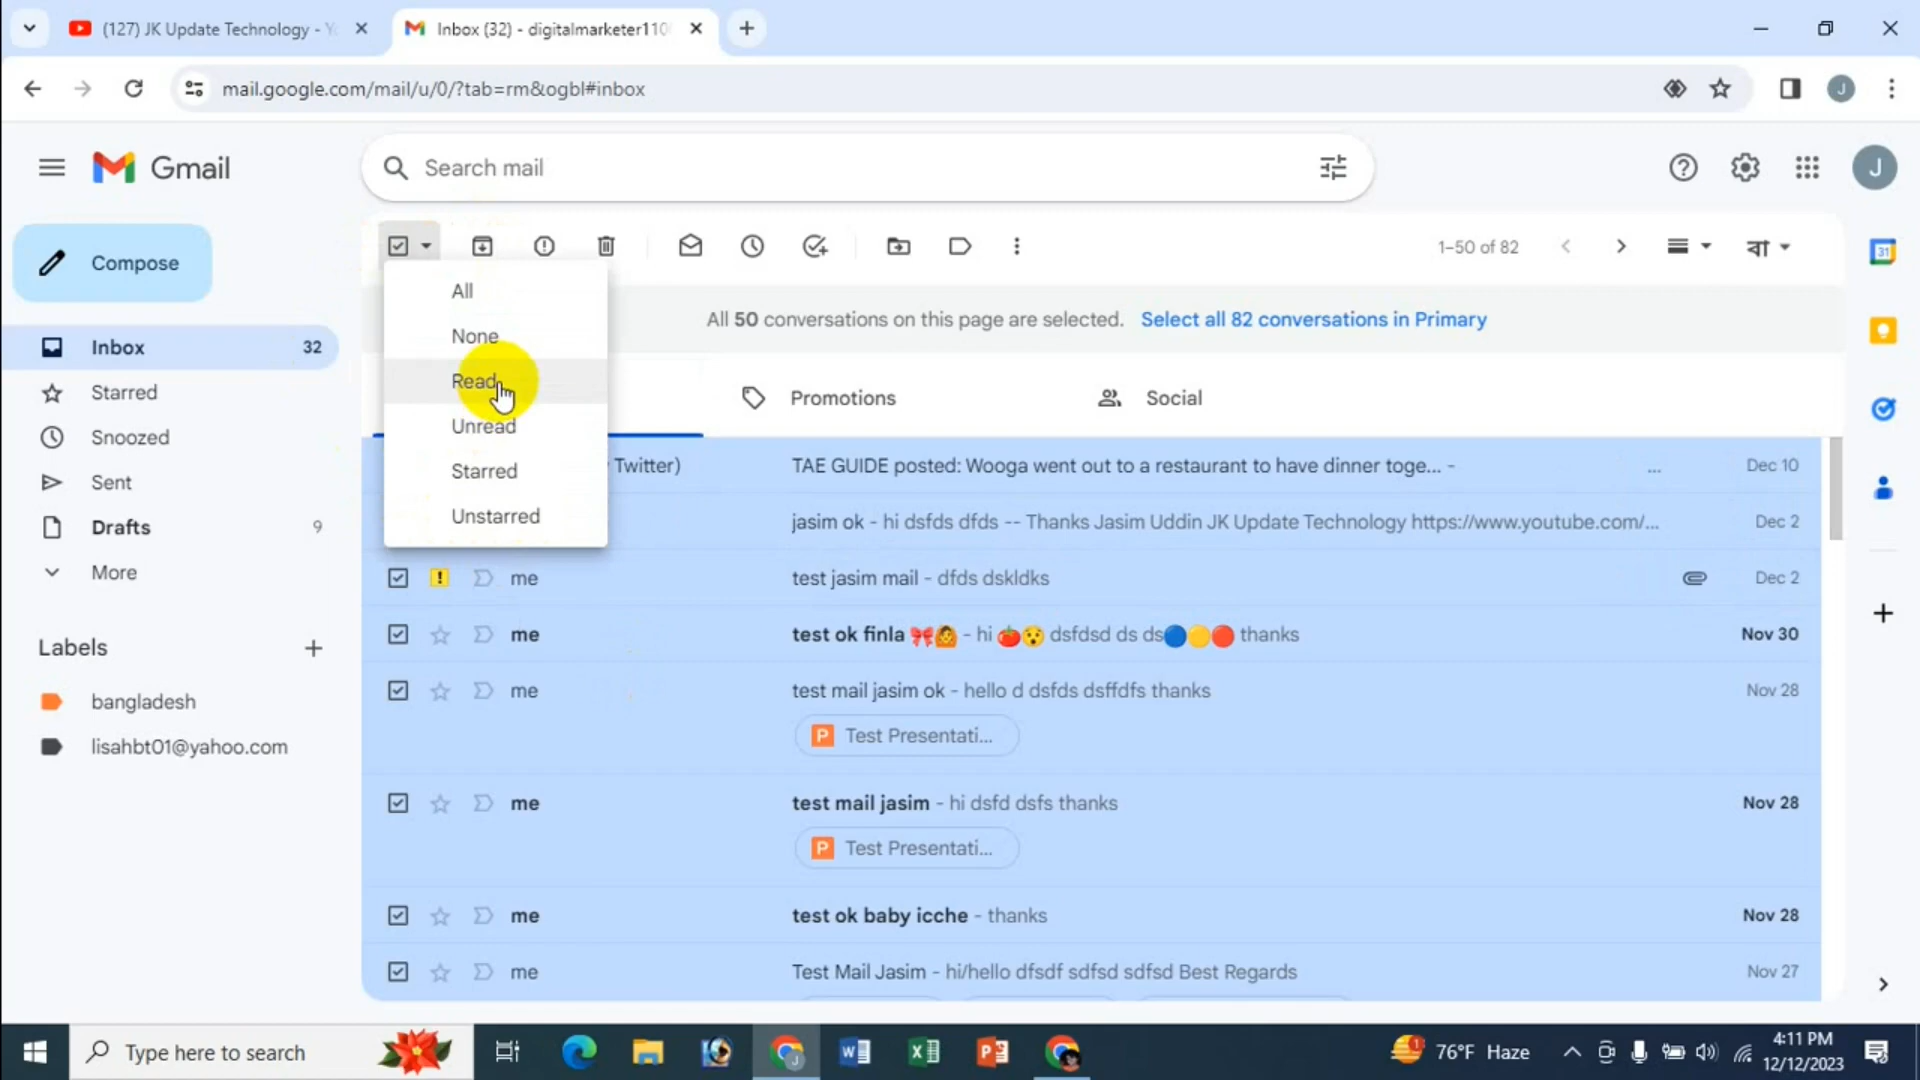 (127) JK Update Technology - Y
Inbox (32) - digitalmarketer110
mail.google.com/mail/u/0/?tab=rm&ogbl#inbox
J
Gmail
Search mail
J
Compose
1–50 of 82
বা
31
All
None
Read
Unread
Starred
Unstarred
All 50 conversations on this page are selected. Select all 82 conversations in Primary
Promotions
Social
Inbox 32
Starred
Snoozed
Sent
Drafts 9
More
Labels
bangladesh
lisahbt01@yahoo.com
Twitter) TAE GUIDE posted: Wooga went out to a restaurant to have dinner toge... - ... Dec 10
jasim ok - hi dsfds dfds -- Thanks Jasim Uddin JK Update Technology https://www.youtube.com/... Dec 2
me test jasim mail - dfds dskldks Dec 2
me test ok finla 🎀🙆 - hi 🍅😯 dsfdsd ds ds🔵🟡🔴 thanks Nov 30
me test mail jasim ok - hello d dsfds dsffdfs thanks Nov 28
P Test Presentati...
me test mail jasim - hi dsfd dsfs thanks Nov 28
P Test Presentati...
me test ok baby icche - thanks Nov 28
me Test Mail Jasim - hi/hello dfsdf sdfsd sdfsd Best Regards Nov 27
Type here to search
76°F Haze
4:11 PM
12/12/2023